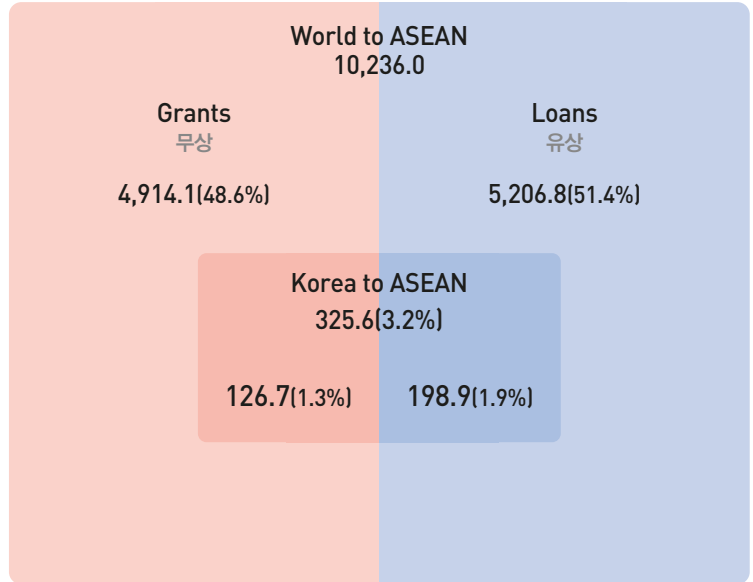 World to ASEAN
10,236.0
Grants
무상
Loans
유상
4,914.1(48.6%)
5,206.8(51.4%)
Korea to ASEAN
325.6(3.2%)
126.7(1.3%)
198.9(1.9%)